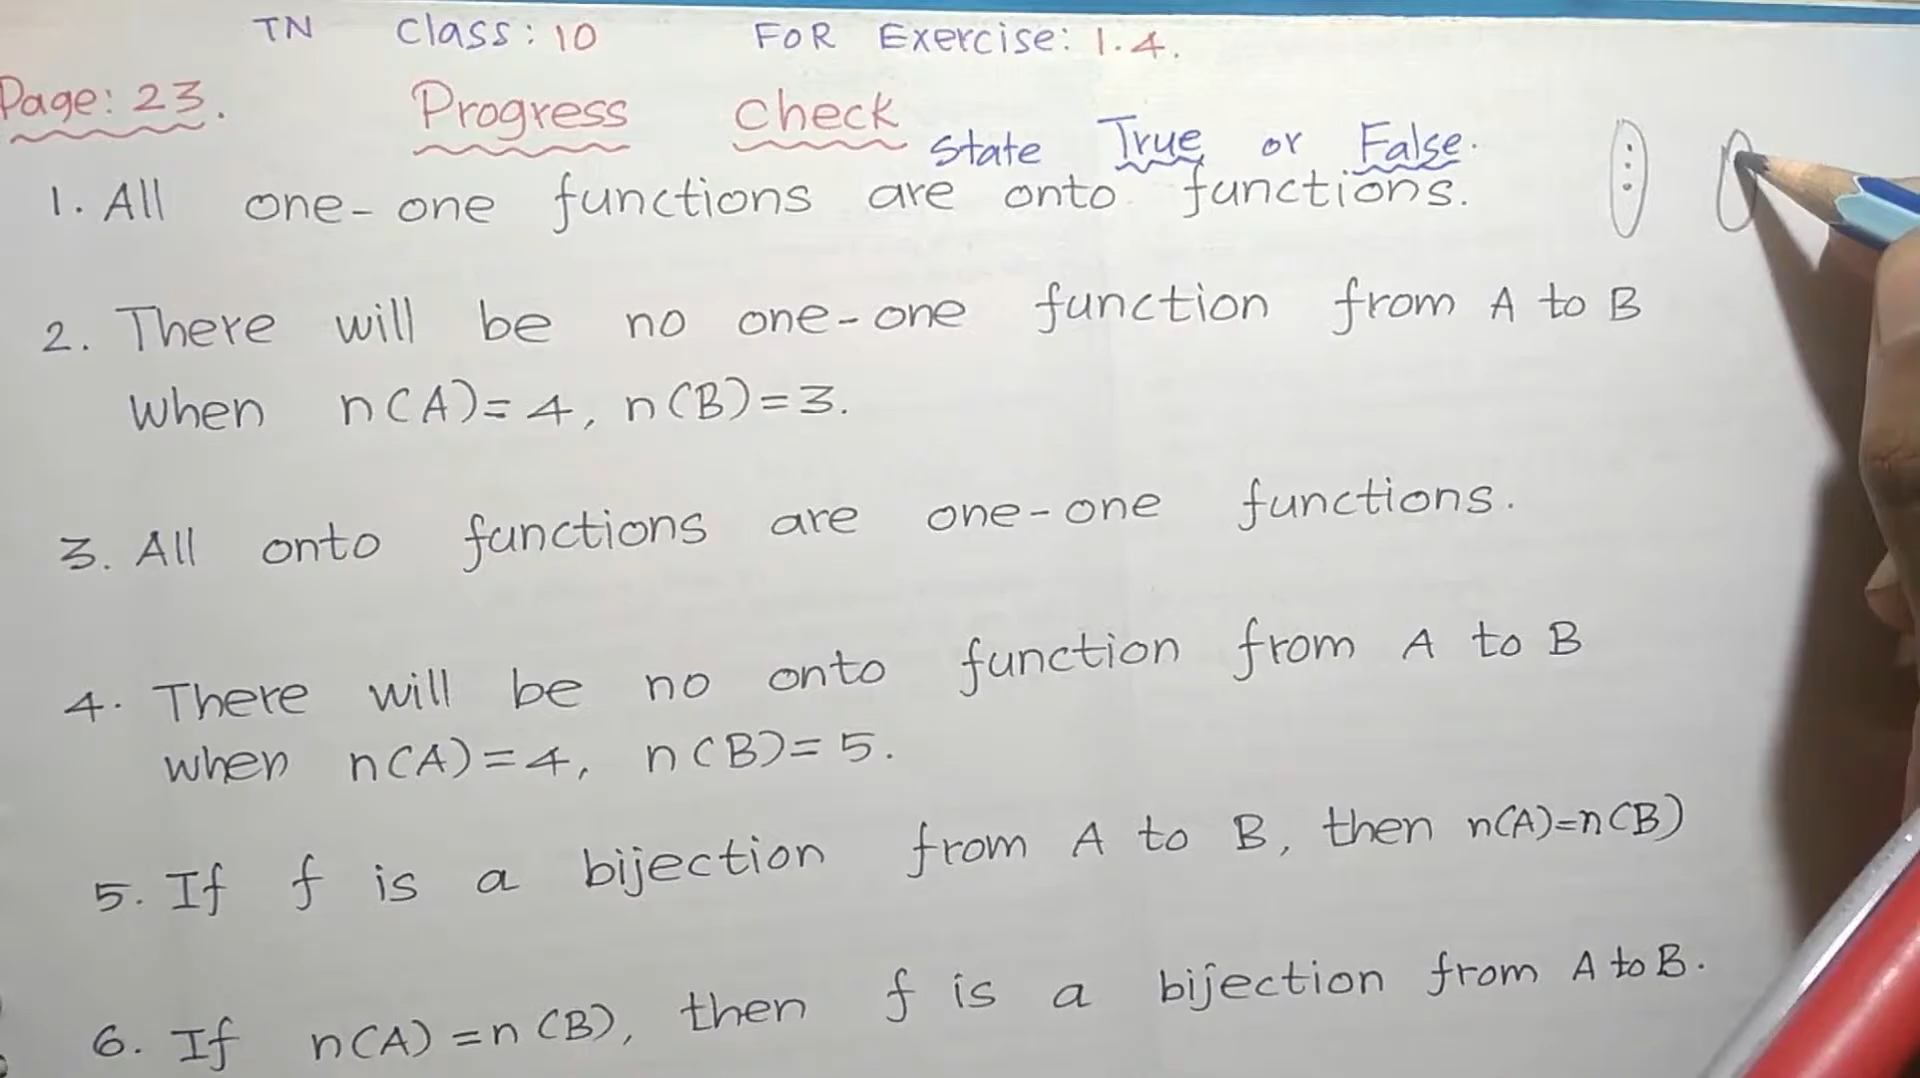 TN Class: 10 FOR Exercise: 1.4.
Page: 23. Progress Check
State True or False.
1. All one-one functions are onto functions.
2. There will be no one-one function from A to B
when n(A)=4, n(B)=3.
3. All onto functions are one-one functions.
4. There will be no onto function from A to B
when n(A)=4, n(B)=5.
5. If f is a bijection from A to B, then n(A)=n(B)
6. If n(A)=n(B), then f is a bijection from A to B.